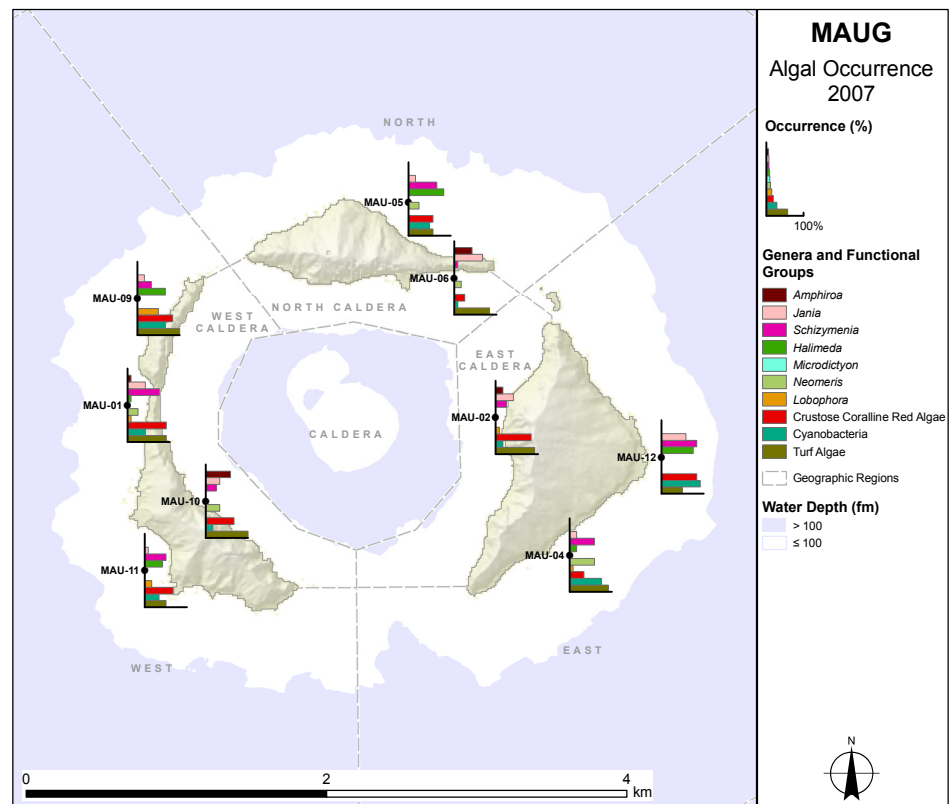 MAUG
Algal Occurrence
2007
Occurrence (%)
100%
Genera and Functional
Groups
Amphiroa
Jania
Schizymenia
Halimeda
Microdictyon
Neomeris
Lobophora
Crustose Coralline Red Algae
Cyanobacteria
Turf Algae
Geographic Regions
Water Depth (fm)
> 100
≤ 100
N
NORTH
MAU-05
MAU-06
MAU-09
NORTH CALDERA
WEST
CALDERA
EAST
CALDERA
MAU-01
MAU-02
CALDERA
MAU-12
MAU-10
MAU-04
MAU-11
WEST
EAST
0 2 4
km